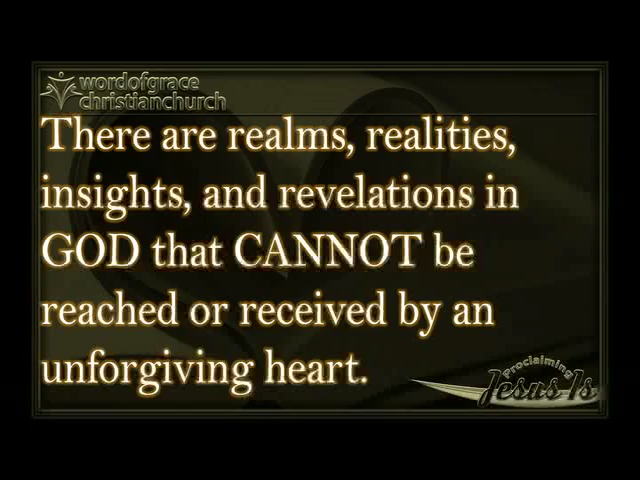 wordofgrace
christianchurch
There are realms, realities,
insights, and revelations in
GOD that CANNOT be
reached or received by an
unforgiving heart.
Proclaiming
Jesus Is